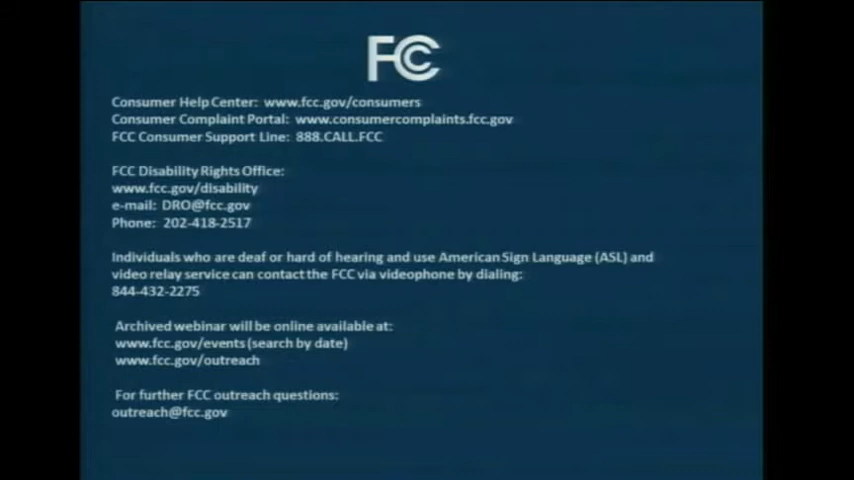 FCC
Consumer Help Center: www.fcc.gov/consumers
Consumer Complaint Portal: www.consumercomplaints.fcc.gov
FCC Consumer Support Line: 888.CALL.FCC
FCC Disability Rights Office:
www.fcc.gov/disability
e-mail: DRO@fcc.gov
Phone: 202-418-2517
Individuals who are deaf or hard of hearing and use American Sign Language (ASL) and
video relay service can contact the FCC via videophone by dialing:
844-432-2275
Archived webinar will be online available at:
www.fcc.gov/events (search by date)
www.fcc.gov/outreach
For further FCC outreach questions:
outreach@fcc.gov